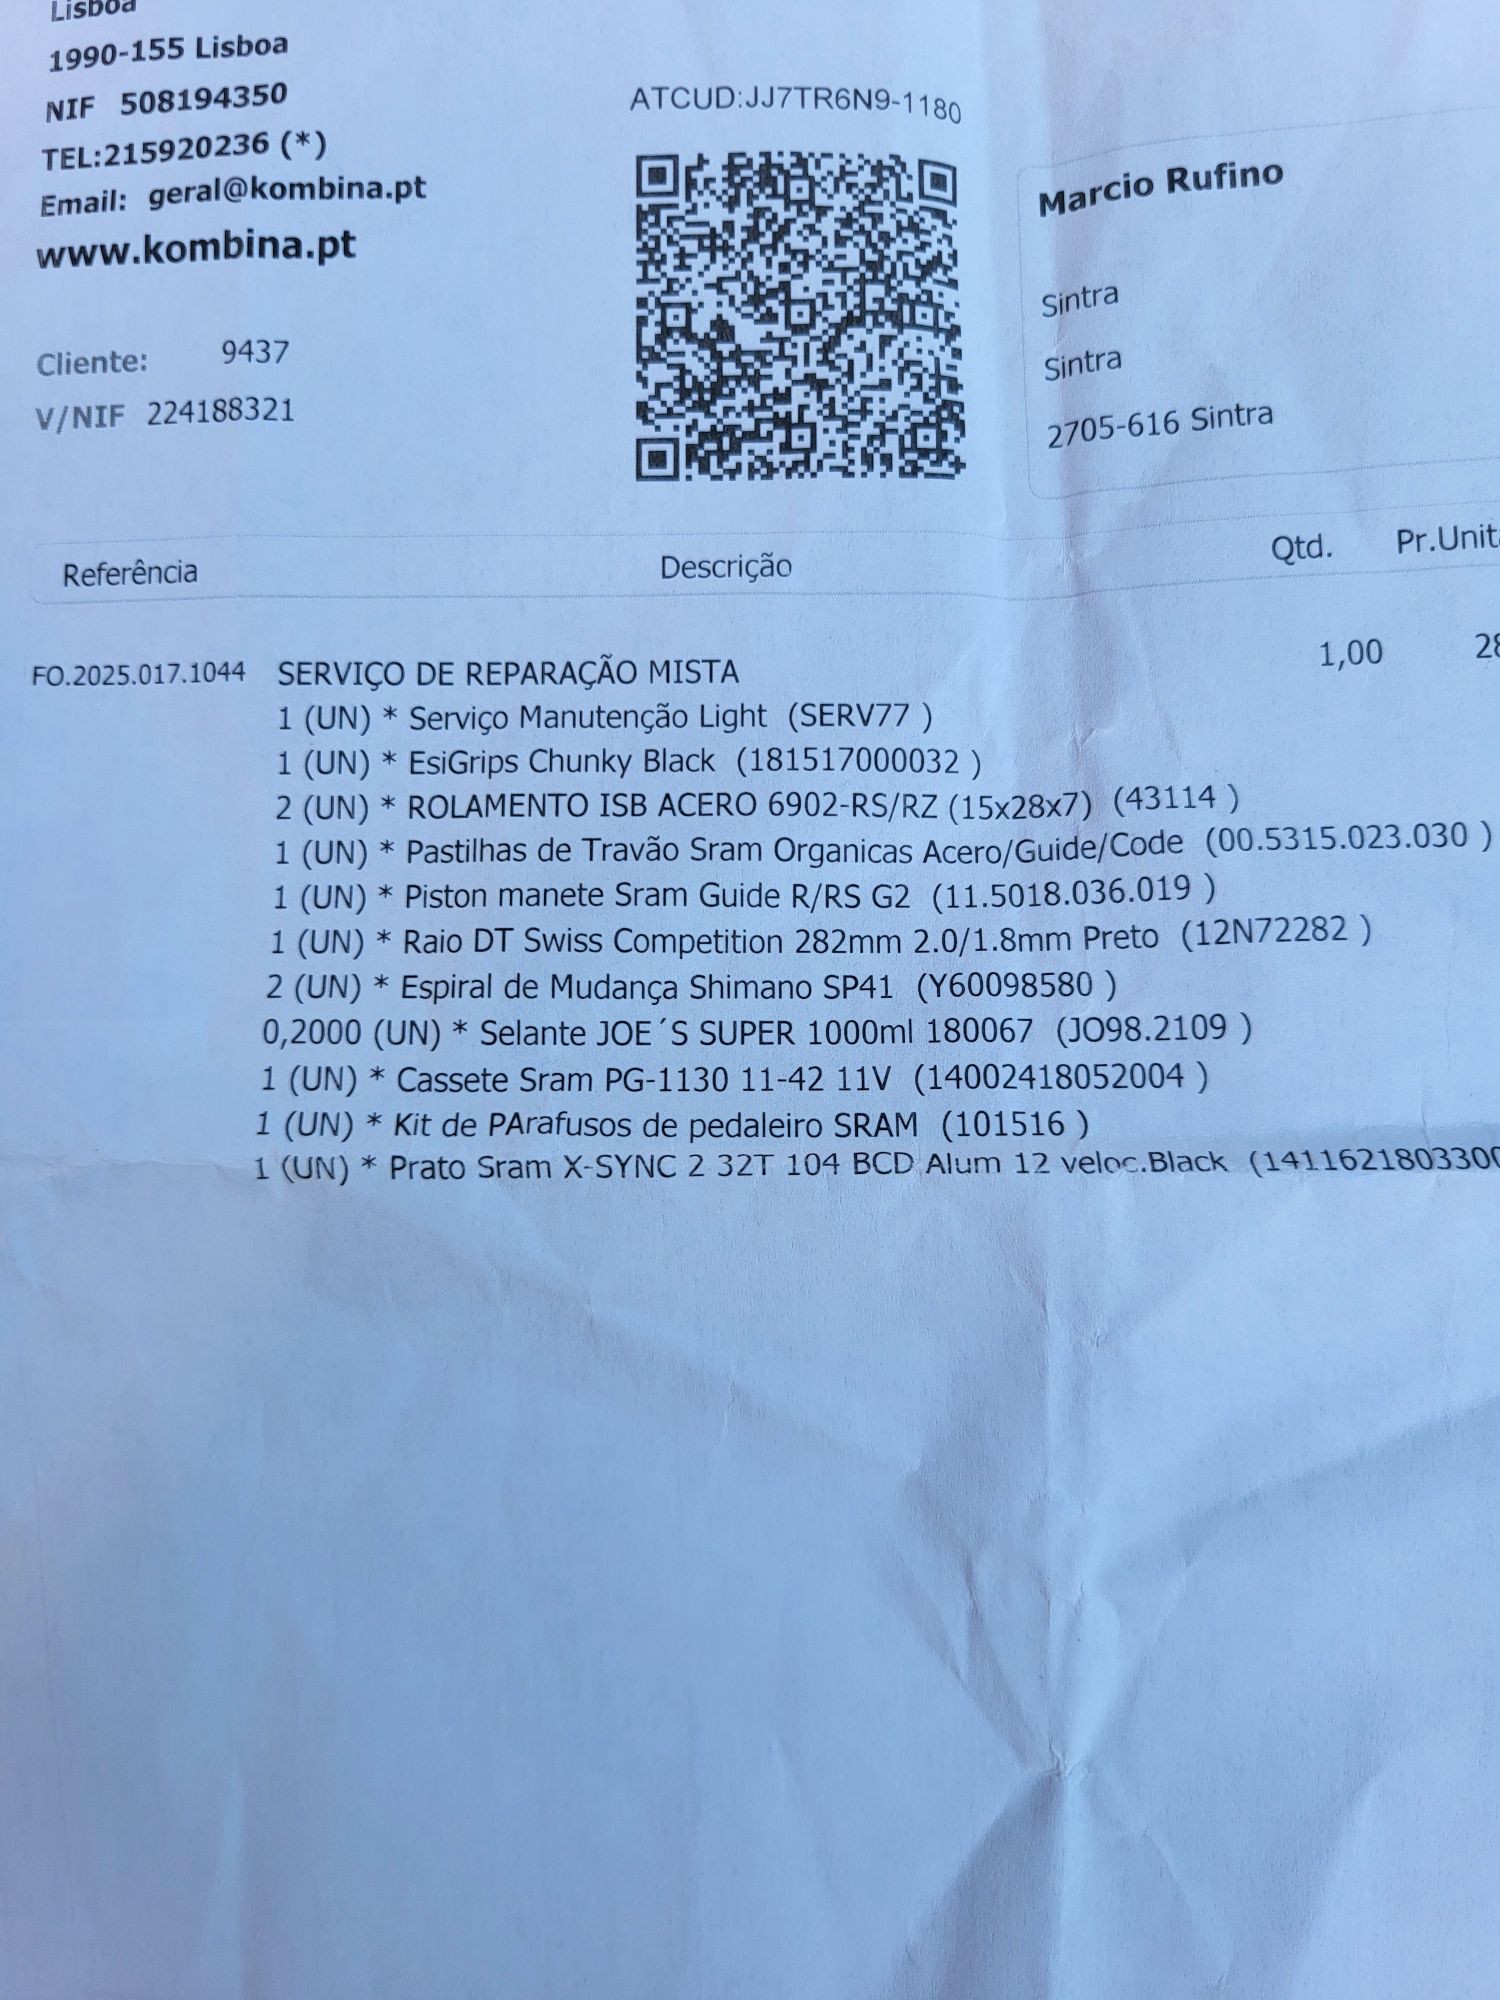 Lisboa
1990-155 Lisboa
NIF 508194350
TEL:215920236 (*)
Email: geral@kombina.pt
www.kombina.pt
Cliente: 9437
V/NIF 224188321
ATCUD:JJ7TR6N9-1180
Marcio Rufino
Sintra
Sintra
2705-616 Sintra
Referência Descrição Qtd. Pr.Unit
FO.2025.017.1044 SERVIÇO DE REPARAÇÃO MISTA 1,00 28
1 (UN) * Serviço Manutenção Light (SERV77 )
1 (UN) * EsiGrips Chunky Black (181517000032 )
2 (UN) * ROLAMENTO ISB ACERO 6902-RS/RZ (15x28x7) (43114 )
1 (UN) * Pastilhas de Travão Sram Organicas Acero/Guide/Code (00.5315.023.030 )
1 (UN) * Piston manete Sram Guide R/RS G2 (11.5018.036.019 )
1 (UN) * Raio DT Swiss Competition 282mm 2.0/1.8mm Preto (12N72282 )
2 (UN) * Espiral de Mudança Shimano SP41 (Y60098580 )
0,2000 (UN) * Selante JOE´S SUPER 1000ml 180067 (JO98.2109 )
1 (UN) * Cassete Sram PG-1130 11-42 11V (14002418052004 )
1 (UN) * Kit de PArafusos de pedaleiro SRAM (101516 )
1 (UN) * Prato Sram X-SYNC 2 32T 104 BCD Alum 12 veloc.Black (1411621803300